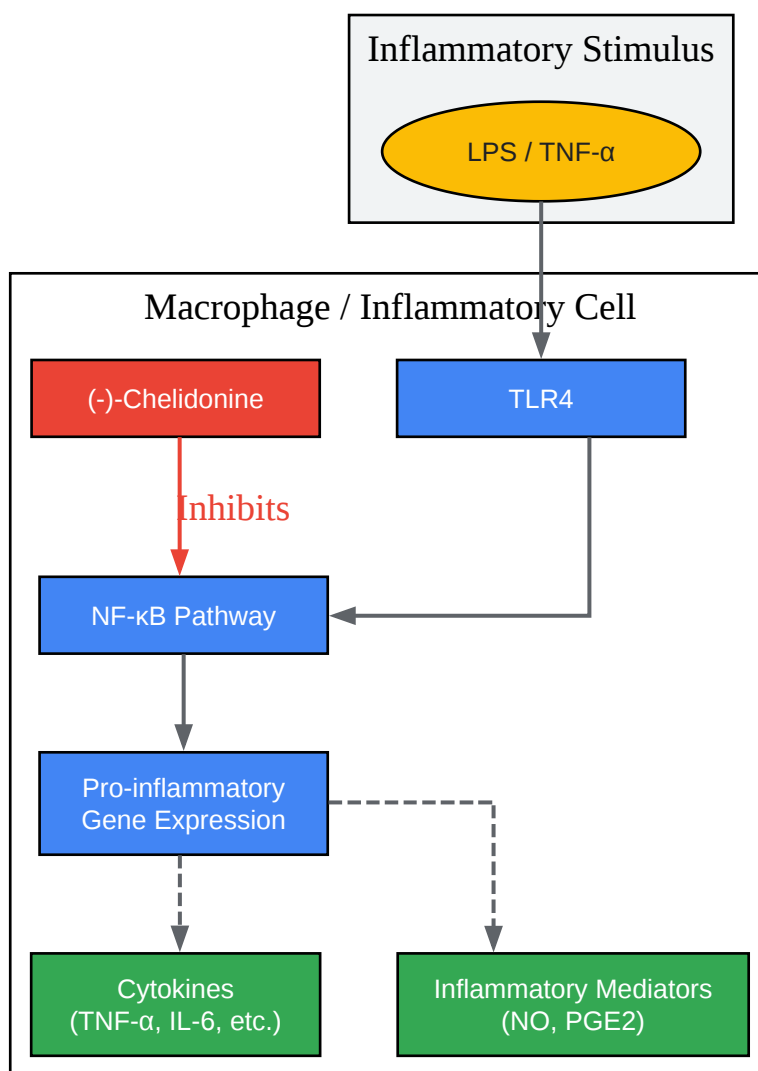 Inflammatory Stimulus
LPS / TNF-α
Macrophage / Inflammatory Cell
(-)-Chelidonine
TLR4
Inhibits
NF-κB Pathway
Pro-inflammatory
Gene Expression
Cytokines
(TNF-α, IL-6, etc.)
Inflammatory Mediators
(NO, PGE2)